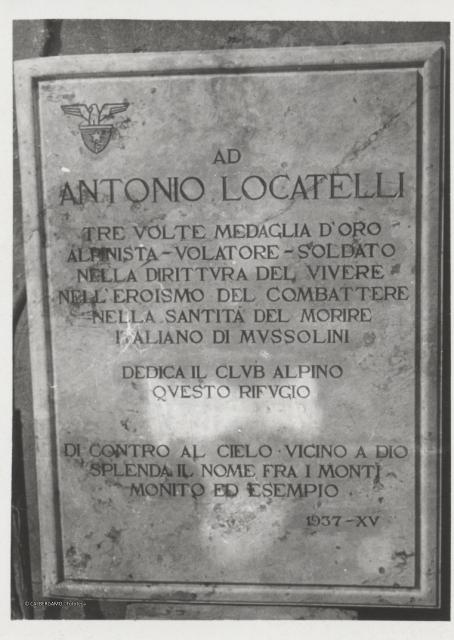 AD
ANTONIO LOCATELLI
TRE VOLTE MEDAGLIA D'ORO
ALPINISTA - VOLATORE - SOLDATO
NELLA DIRITTVRA DEL VIVERE
NELL'EROISMO DEL COMBATTERE
NELLA SANTITÀ DEL MORIRE
ITALIANO DI MVSSOLINI
DEDICA IL CLVB ALPINO
QVESTO RIFVGIO
DI CONTRO AL CIELO · VICINO A DIO
SPLENDA IL NOME FRA I MONTI
MONITO ED ESEMPIO
1937 - XV